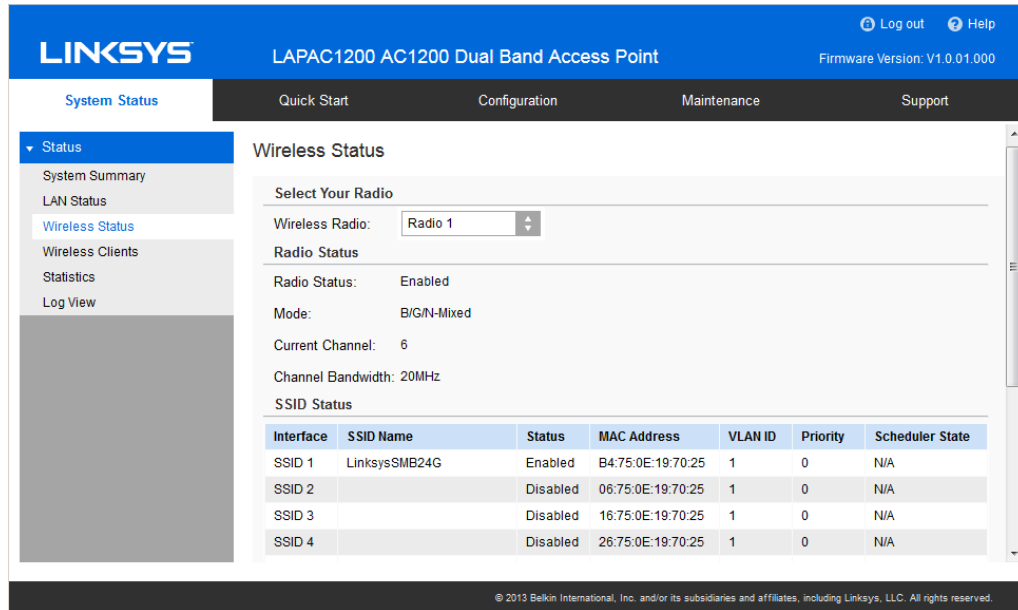 Log out Help
LINKSYS LAPAC1200 AC1200 Dual Band Access Point Firmware Version: V1.0.01.000
System Status Quick Start Configuration Maintenance Support
Status
System Summary
LAN Status
Wireless Status
Wireless Clients
Statistics
Log View
Wireless Status
Select Your Radio
Wireless Radio: Radio 1
Radio Status
Radio Status: Enabled
Mode: B/G/N-Mixed
Current Channel: 6
Channel Bandwidth: 20MHz
SSID Status
Interface SSID Name Status MAC Address VLAN ID Priority Scheduler State
SSID 1 LinksysSMB24G Enabled B4:75:0E:19:70:25 1 0 N/A
SSID 2 Disabled 06:75:0E:19:70:25 1 0 N/A
SSID 3 Disabled 16:75:0E:19:70:25 1 0 N/A
SSID 4 Disabled 26:75:0E:19:70:25 1 0 N/A
© 2013 Belkin International, Inc. and/or its subsidiaries and affiliates, including Linksys, LLC. All rights reserved.